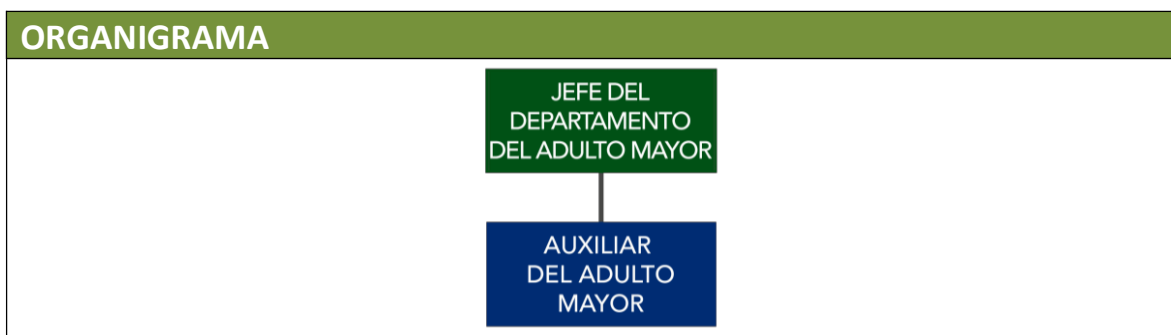 ORGANIGRAMA
JEFE DEL
DEPARTAMENTO
DEL ADULTO MAYOR
AUXILIAR
DEL ADULTO
MAYOR